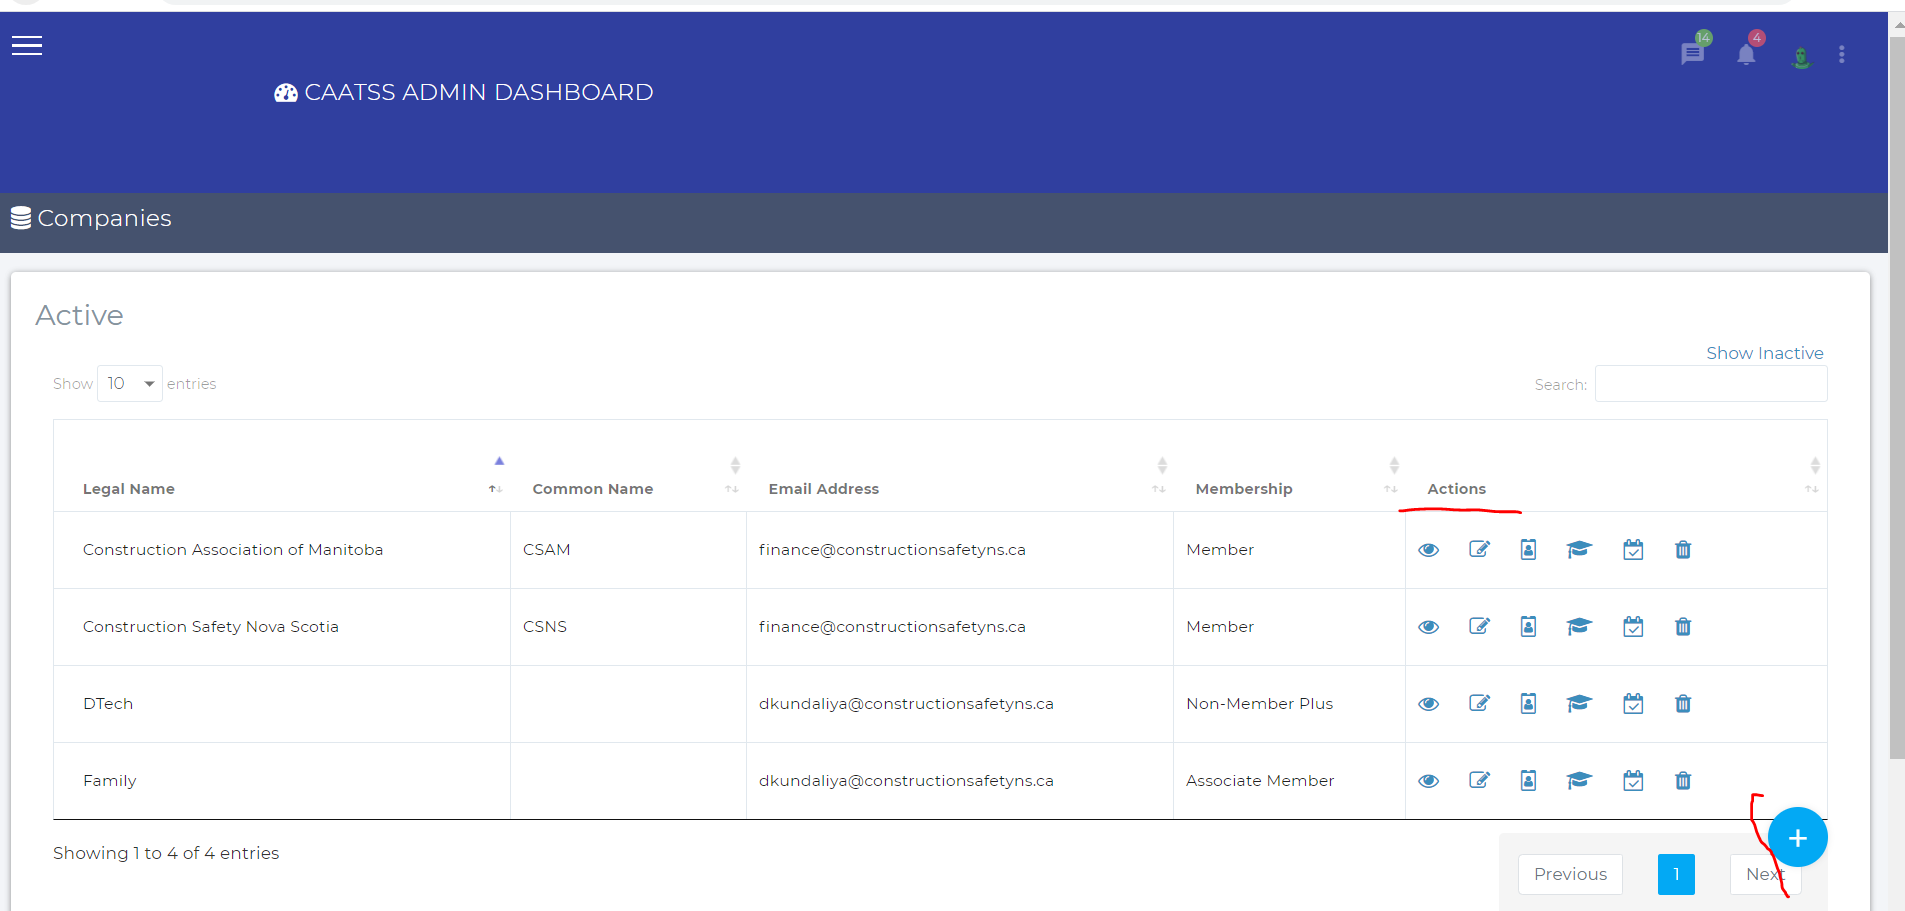 14
4
CAATSS ADMIN DASHBOARD
Companies
Active
Show Inactive
Show 10 entries
Search:
Legal Name Common Name Email Address Membership Actions
Construction Association of Manitoba CSAM finance@constructionsafetyns.ca Member
Construction Safety Nova Scotia CSNS finance@constructionsafetyns.ca Member
DTech dkundaliya@constructionsafetyns.ca Non-Member Plus
Family dkundaliya@constructionsafetyns.ca Associate Member
+
Showing 1 to 4 of 4 entries
Previous 1 Next